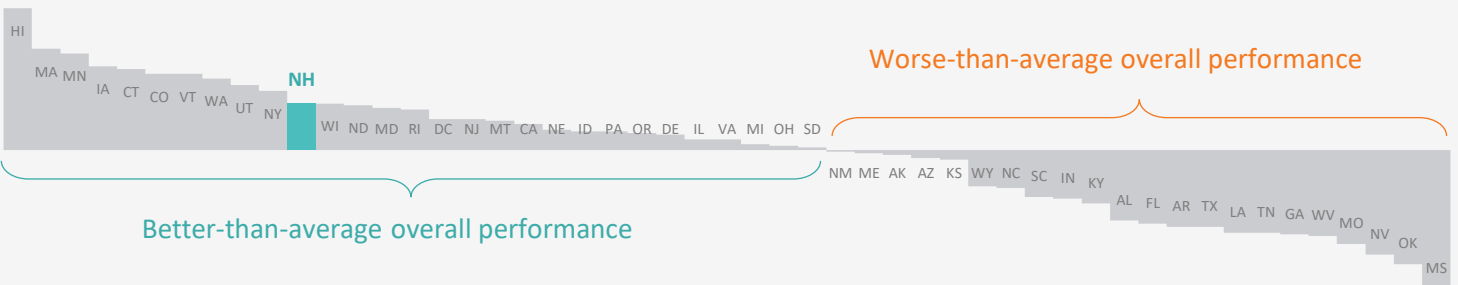 HI
MA MN IA CT CO VT WA UT NY NH WI ND MD RI DC NJ MT CA NE ID PA OR DE IL VA MI OH SD
Worse-than-average overall performance
NM ME AK AZ KS WY NC SC IN KY AL FL AR TX LA TN GA WV MO NV OK MS
Better-than-average overall performance